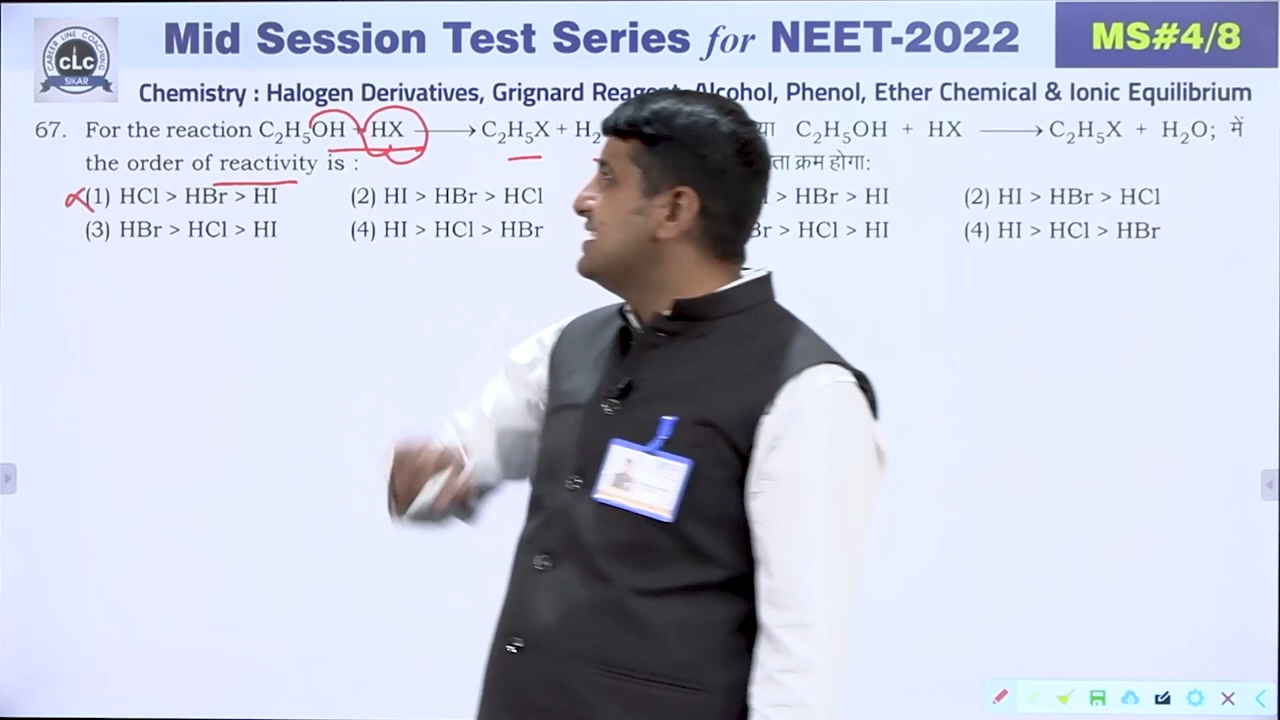 Mid Session Test Series for NEET-2022
MS#4/8
CAREER LINE COACHING
CLC
SIKAR
Chemistry : Halogen Derivatives, Grignard Reagent, Alcohol, Phenol, Ether Chemical & Ionic Equilibrium
67. For the reaction C₂H₅OH + HX ⟶ C₂H₅X + H₂
the order of reactivity is :
α(1) HCl > HBr > HI (2) HI > HBr > HCl
(3) HBr > HCl > HI (4) HI > HCl > HBr
C₂H₅OH + HX ⟶ C₂H₅X + H₂O; में
क्रम होगा:
> HBr > HI (2) HI > HBr > HCl
> HCl > HI (4) HI > HCl > HBr